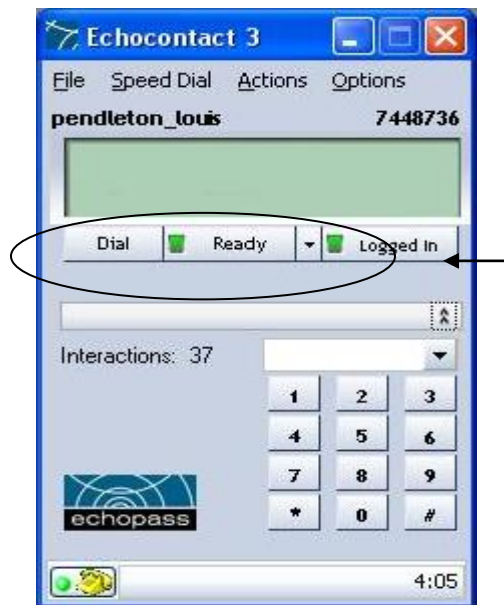 Echocontact 3
File Speed Dial Actions Options
pendleton_louis 7448736
Dial Ready Logged In
Interactions: 37
1 2 3
4 5 6
7 8 9
* 0 #
echopass
4:05